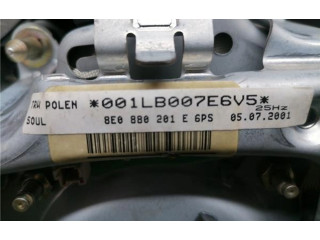 TRW POLEN *001LB007E6V5*
25Hz
SOUL 8E0 880 201 E 6PS 05.07.2001